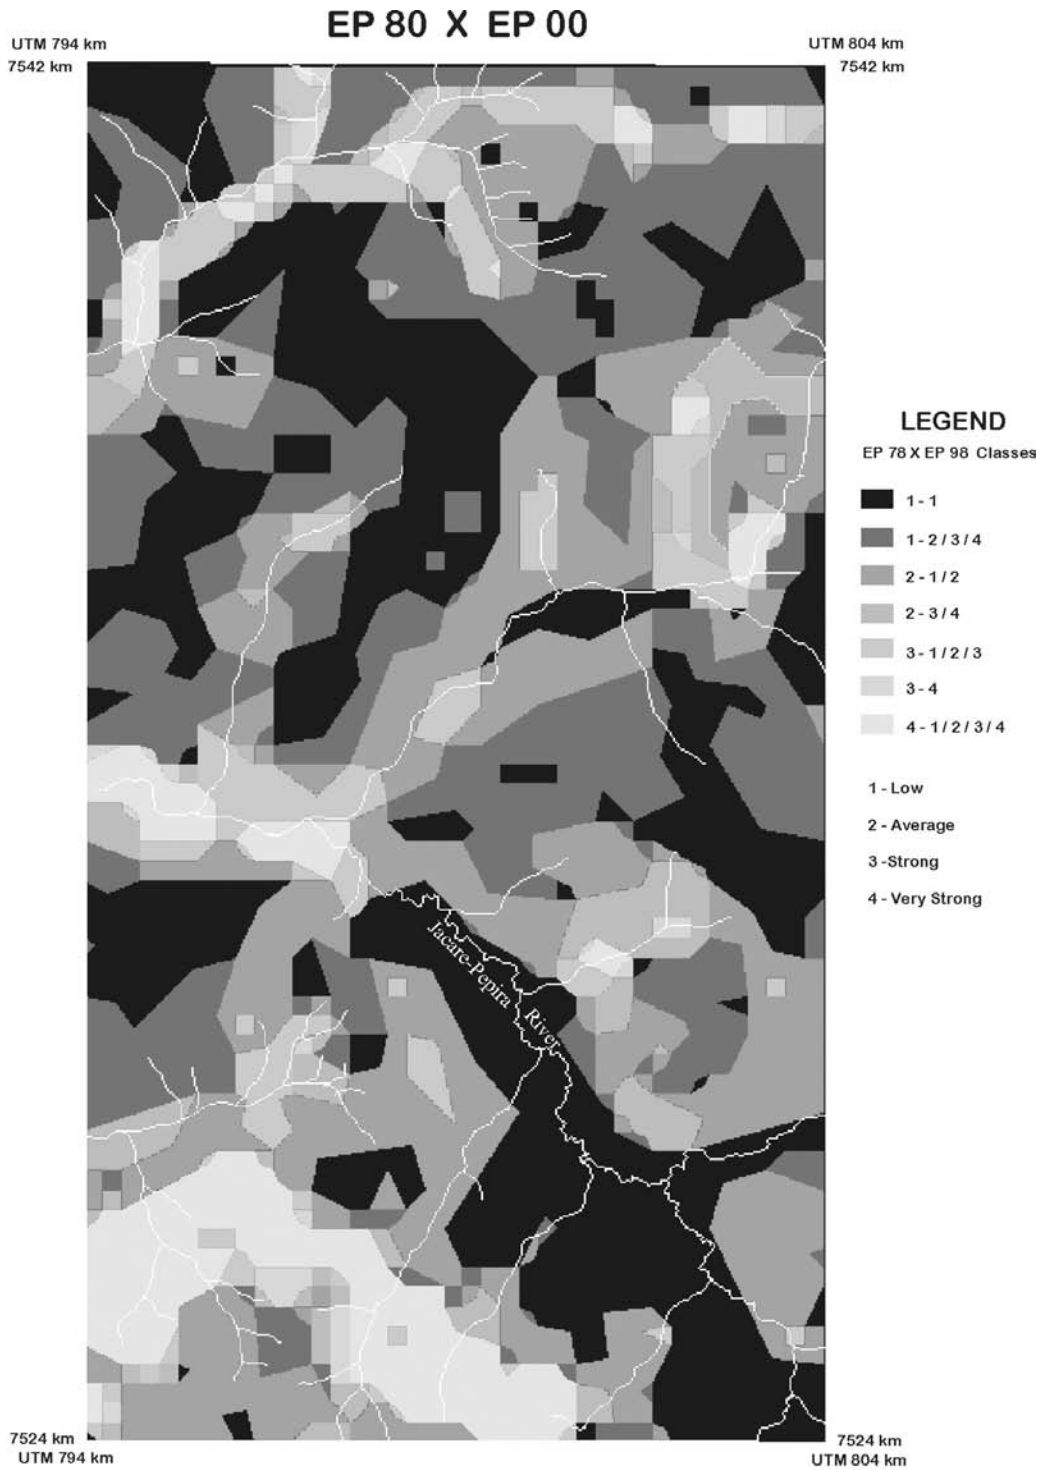 EP 80 X EP 00
UTM 794 km
UTM 804 km
7542 km
7542 km
LEGEND
EP 78 X EP 98 Classes
1 - 1
1 - 2 / 3 / 4
2 - 1 / 2
2 - 3 / 4
3 - 1 / 2 / 3
3 - 4
4 - 1 / 2 / 3 / 4
1 - Low
2 - Average
3 -Strong
4 - Very Strong
Jacare-Pepira River
7524 km
7524 km
UTM 794 km
UTM 804 km